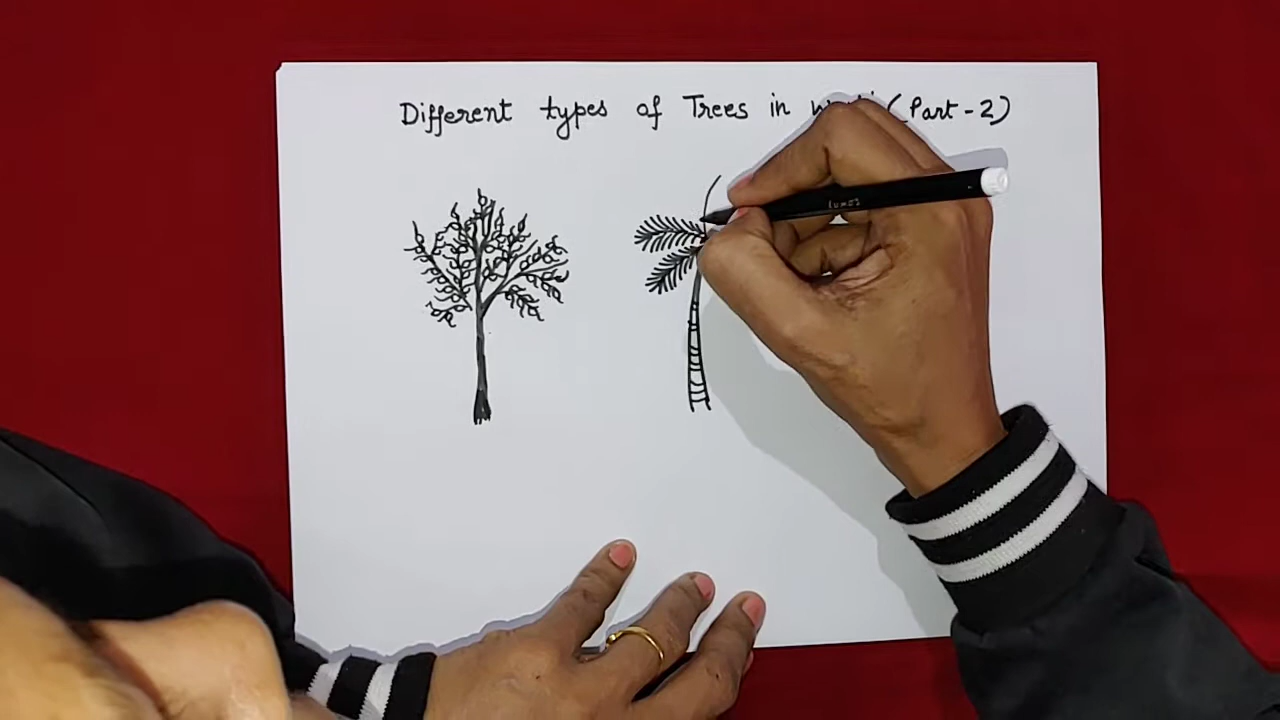 Different types of Trees in (Part-2)